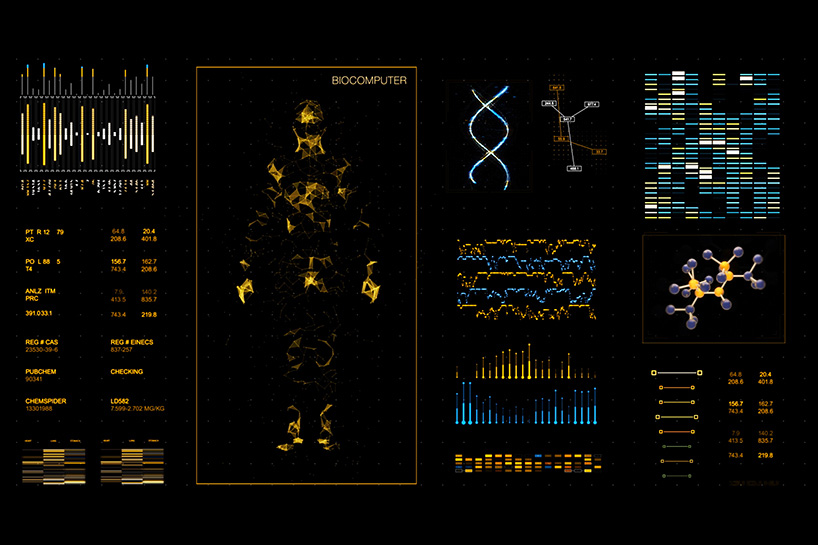 BIOCOMPUTER
PT R 12 79
XC
64.8 20.4
208.6 401.8
PO L 88 5
T4
156.7 162.7
743.4 208.6
ANLZ ITM
PRC
7.9 140.2
413.5 835.7
391.033.1
743.4 219.8
REG # CAS
23530-39-6
REG # EINECS
837-257
PUBCHEM
90341
CHECKING
CHEMSPIDER
13301988
LD582
7.599-2.702 MG/KG
64.8 20.4
208.6 401.8
156.7 162.7
743.4 208.6
7.9 140.2
413.5 835.7
743.4 219.8